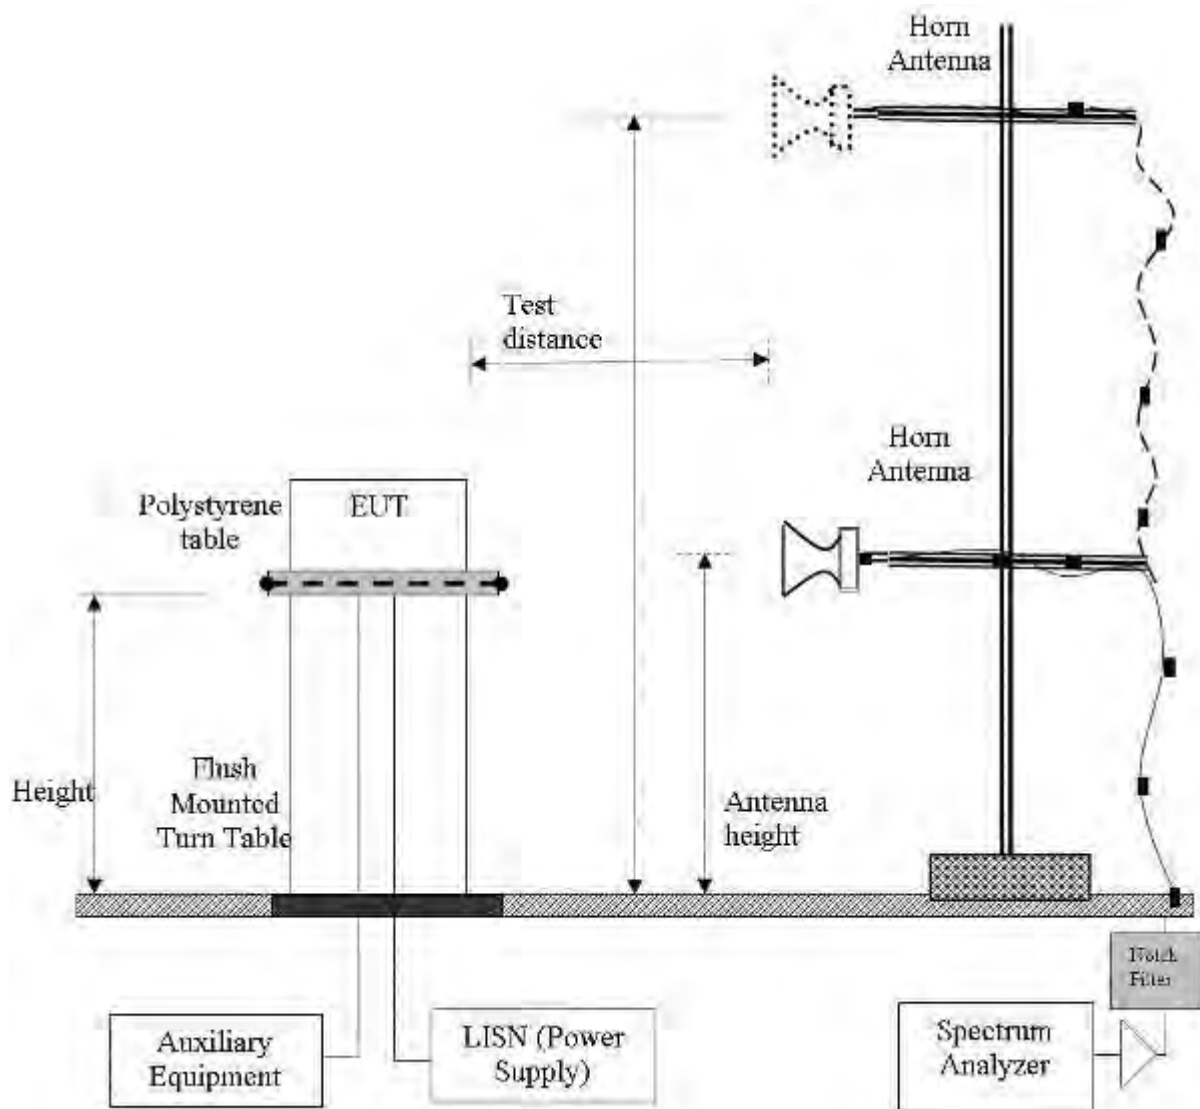 Horn
Antenna
Test
distance
Horn
Antenna
Polystyrene
table
EUT
Height
Flush
Mounted
Turn Table
Antenna
height
Notch
Filter
Auxiliary
Equipment
LISN (Power
Supply)
Spectrum
Analyzer